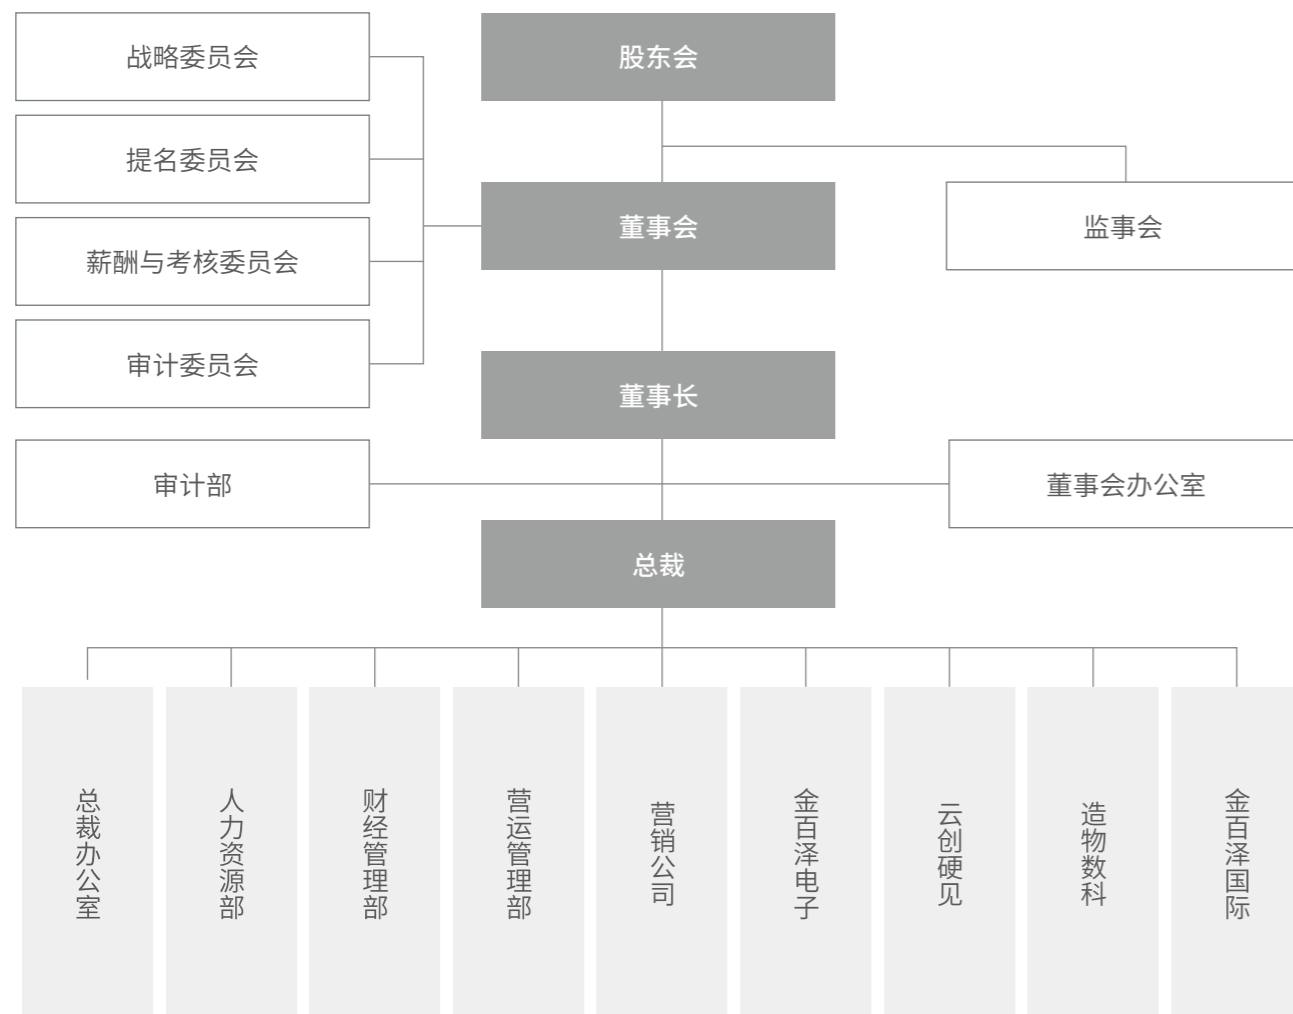 战略委员会
股东会
提名委员会
董事会
监事会
薪酬与考核委员会
审计委员会
董事长
审计部
董事会办公室
总裁
总裁办公室
人力资源部
财经管理部
营运管理部
营销公司
金百泽电子
云创硬见
造物数科
金百泽国际